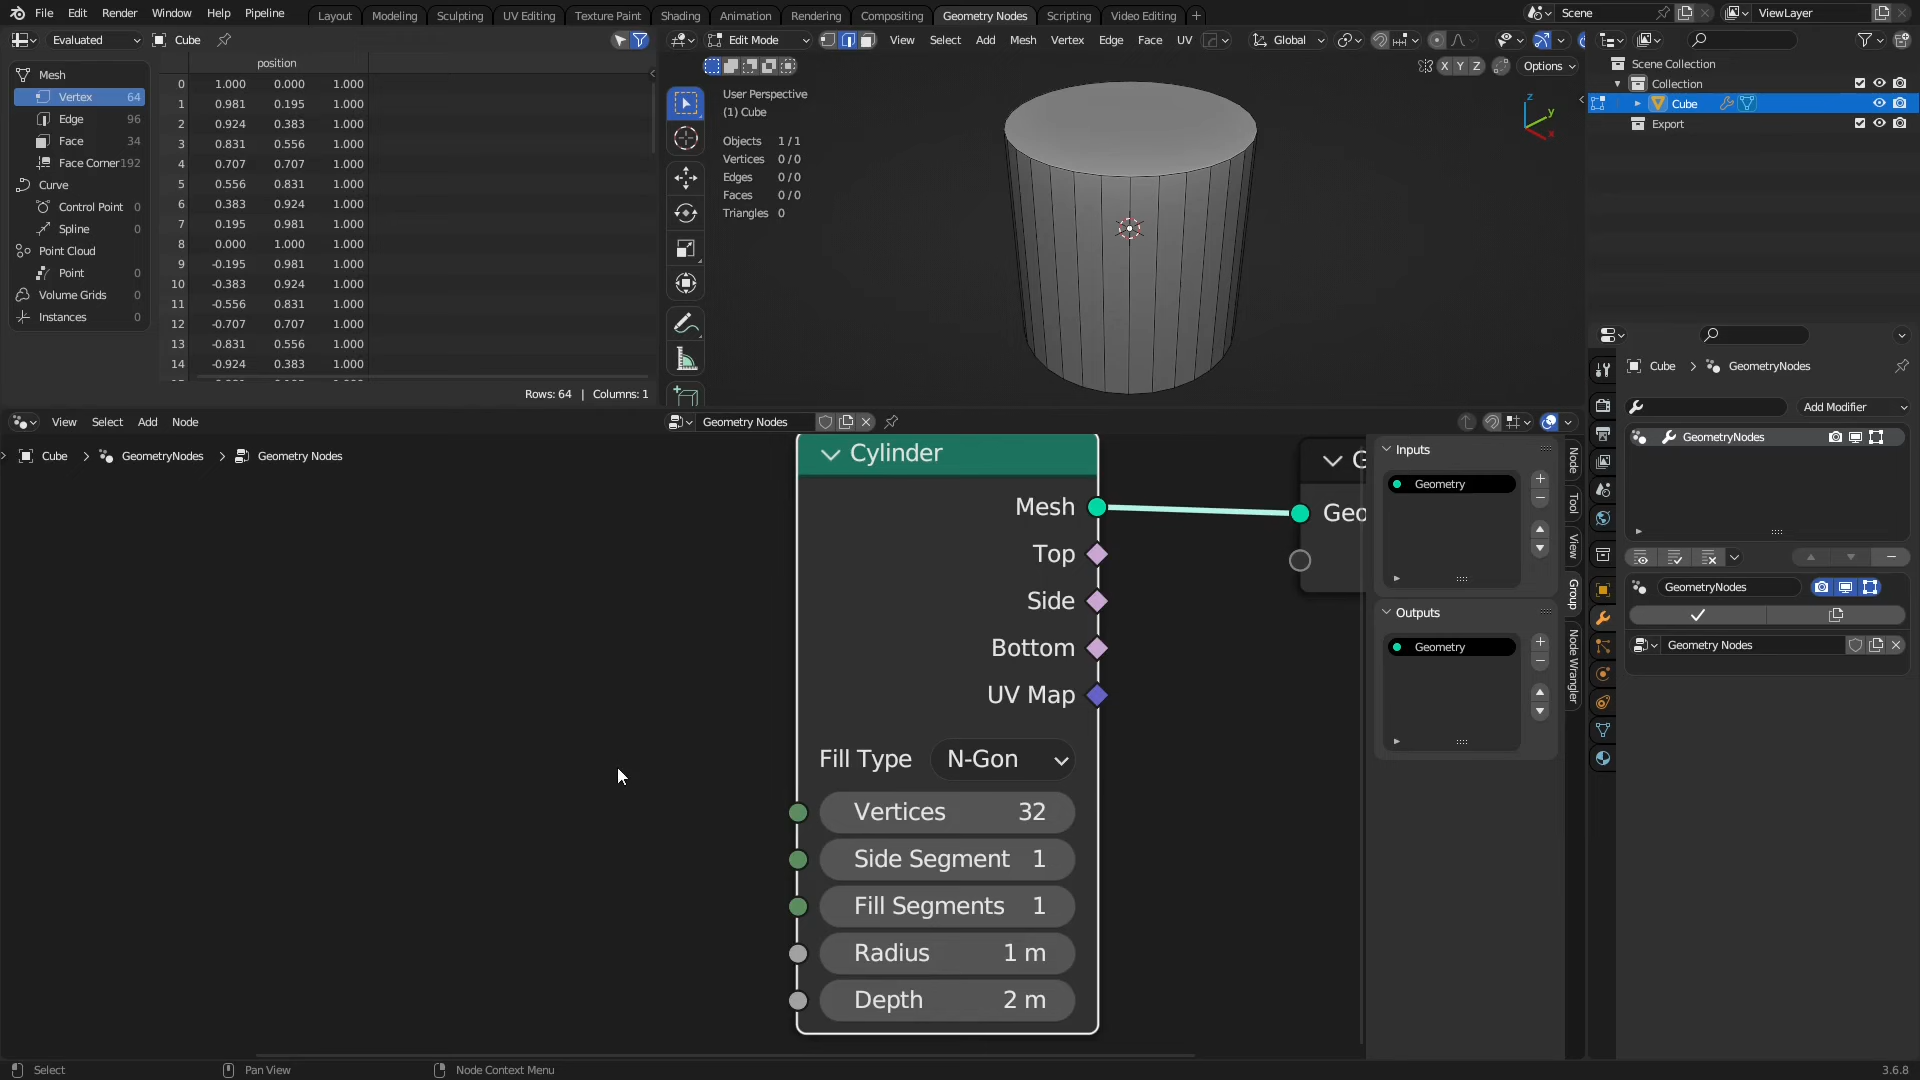 File Edit Render Window Help Pipeline Layout Modeling Sculpting UV Editing Texture Paint Shading Animation Rendering Compositing Geometry Nodes Scripting Video Editing + Scene ViewLayer
Evaluated Cube
Mesh
Vertex 64
Edge 96
Face 34
Face Corner 192
Curve
Control Point 0
Spline 0
Point Cloud
Point 0
Volume Grids 0
Instances 0
position
0 1.000 0.000 1.000
1 0.981 0.195 1.000
2 0.924 0.383 1.000
3 0.831 0.556 1.000
4 0.707 0.707 1.000
5 0.556 0.831 1.000
6 0.383 0.924 1.000
7 0.195 0.981 1.000
8 0.000 1.000 1.000
9 -0.195 0.981 1.000
10 -0.383 0.924 1.000
11 -0.556 0.831 1.000
12 -0.707 0.707 1.000
13 -0.831 0.556 1.000
14 -0.924 0.383 1.000
Rows: 64 | Columns: 1
Edit Mode View Select Add Mesh Vertex Edge Face UV Global
X Y Z Options
User Perspective
(1) Cube
Objects 1/1
Vertices 0/0
Edges 0/0
Faces 0/0
Triangles 0
z
y
x
Scene Collection
Collection
Cube
Export
Cube > GeometryNodes
Add Modifier
GeometryNodes
GeometryNodes
Geometry Nodes
View Select Add Node Geometry Nodes
Cube > GeometryNodes > Geometry Nodes
Cylinder
Mesh
Top
Side
Bottom
UV Map
Fill Type N-Gon
Vertices 32
Side Segment 1
Fill Segments 1
Radius 1 m
Depth 2 m
G
Geo
Inputs
Geometry
Outputs
Geometry
Node
Tool
View
Group
Node Wrangler
Select Pan View Node Context Menu 3.6.8